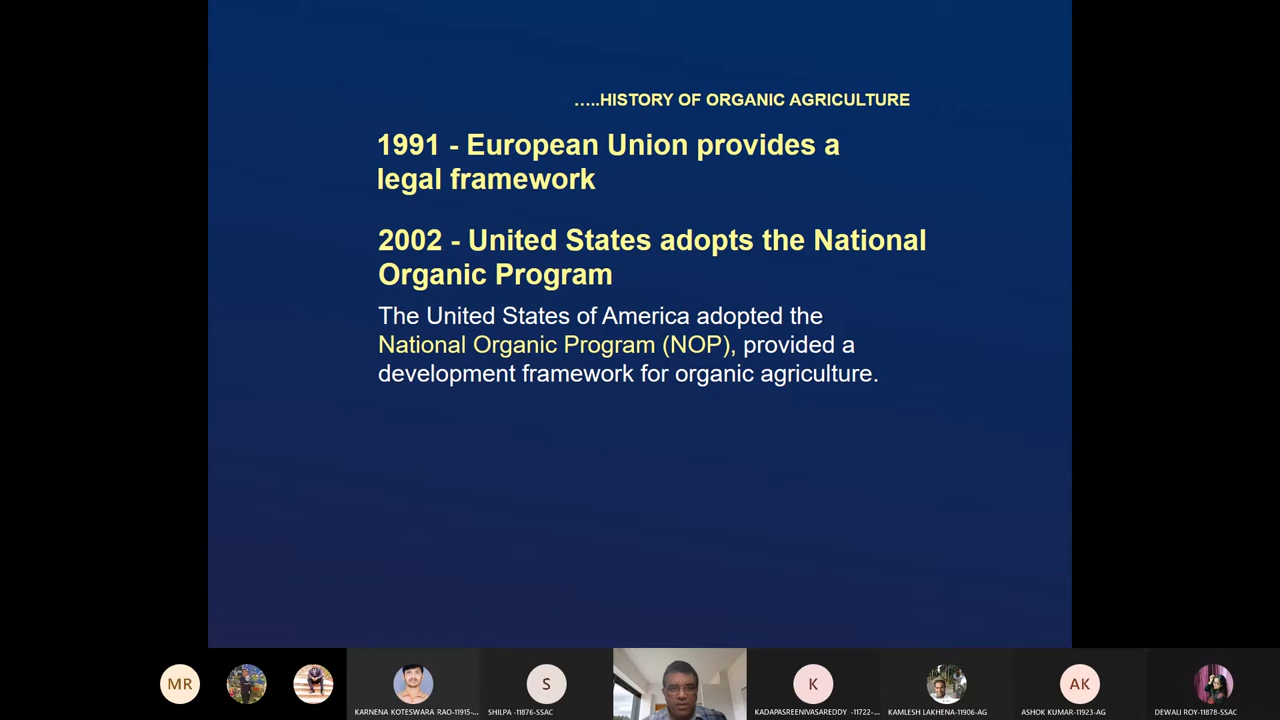 …..HISTORY OF ORGANIC AGRICULTURE
1991 - European Union provides a
legal framework
2002 - United States adopts the National
Organic Program
The United States of America adopted the
National Organic Program (NOP), provided a
development framework for organic agriculture.
MR
S
K
AK
KARNENA KOTESWARA RAO-11915-...
SHILPA -11876-SSAC
KADAPASREENIVASAREDDY -11722-...
KAMLESH LAKHENA-11906-AG
ASHOK KUMAR-11923-AG
DEWALI ROY-11878-SSAC